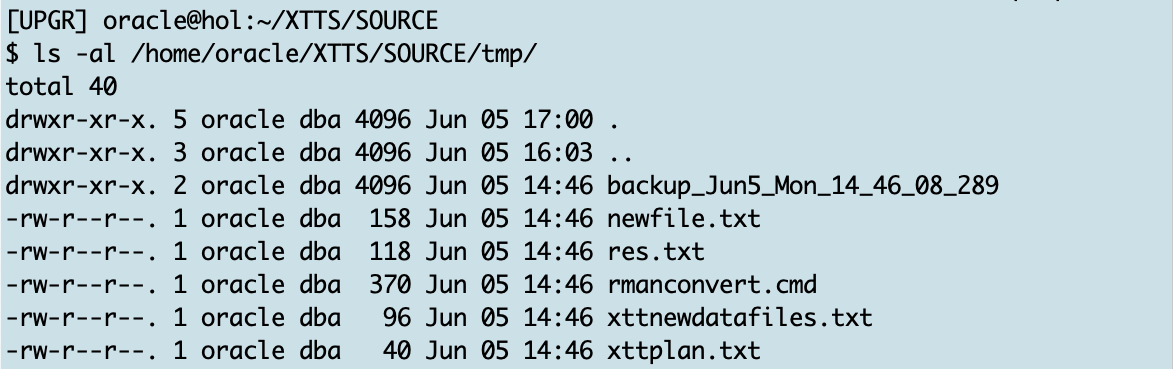 [UPGR] oracle@hol:~/XTTS/SOURCE
$ ls -al /home/oracle/XTTS/SOURCE/tmp/
total 40
drwxr-xr-x. 5 oracle dba 4096 Jun 05 17:00 .
drwxr-xr-x. 3 oracle dba 4096 Jun 05 16:03 ..
drwxr-xr-x. 2 oracle dba 4096 Jun 05 14:46 backup_Jun5_Mon_14_46_08_289
-rw-r--r--. 1 oracle dba  158 Jun 05 14:46 newfile.txt
-rw-r--r--. 1 oracle dba  118 Jun 05 14:46 res.txt
-rw-r--r--. 1 oracle dba  370 Jun 05 14:46 rmanconvert.cmd
-rw-r--r--. 1 oracle dba   96 Jun 05 14:46 xttnewdatafiles.txt
-rw-r--r--. 1 oracle dba   40 Jun 05 14:46 xttplan.txt